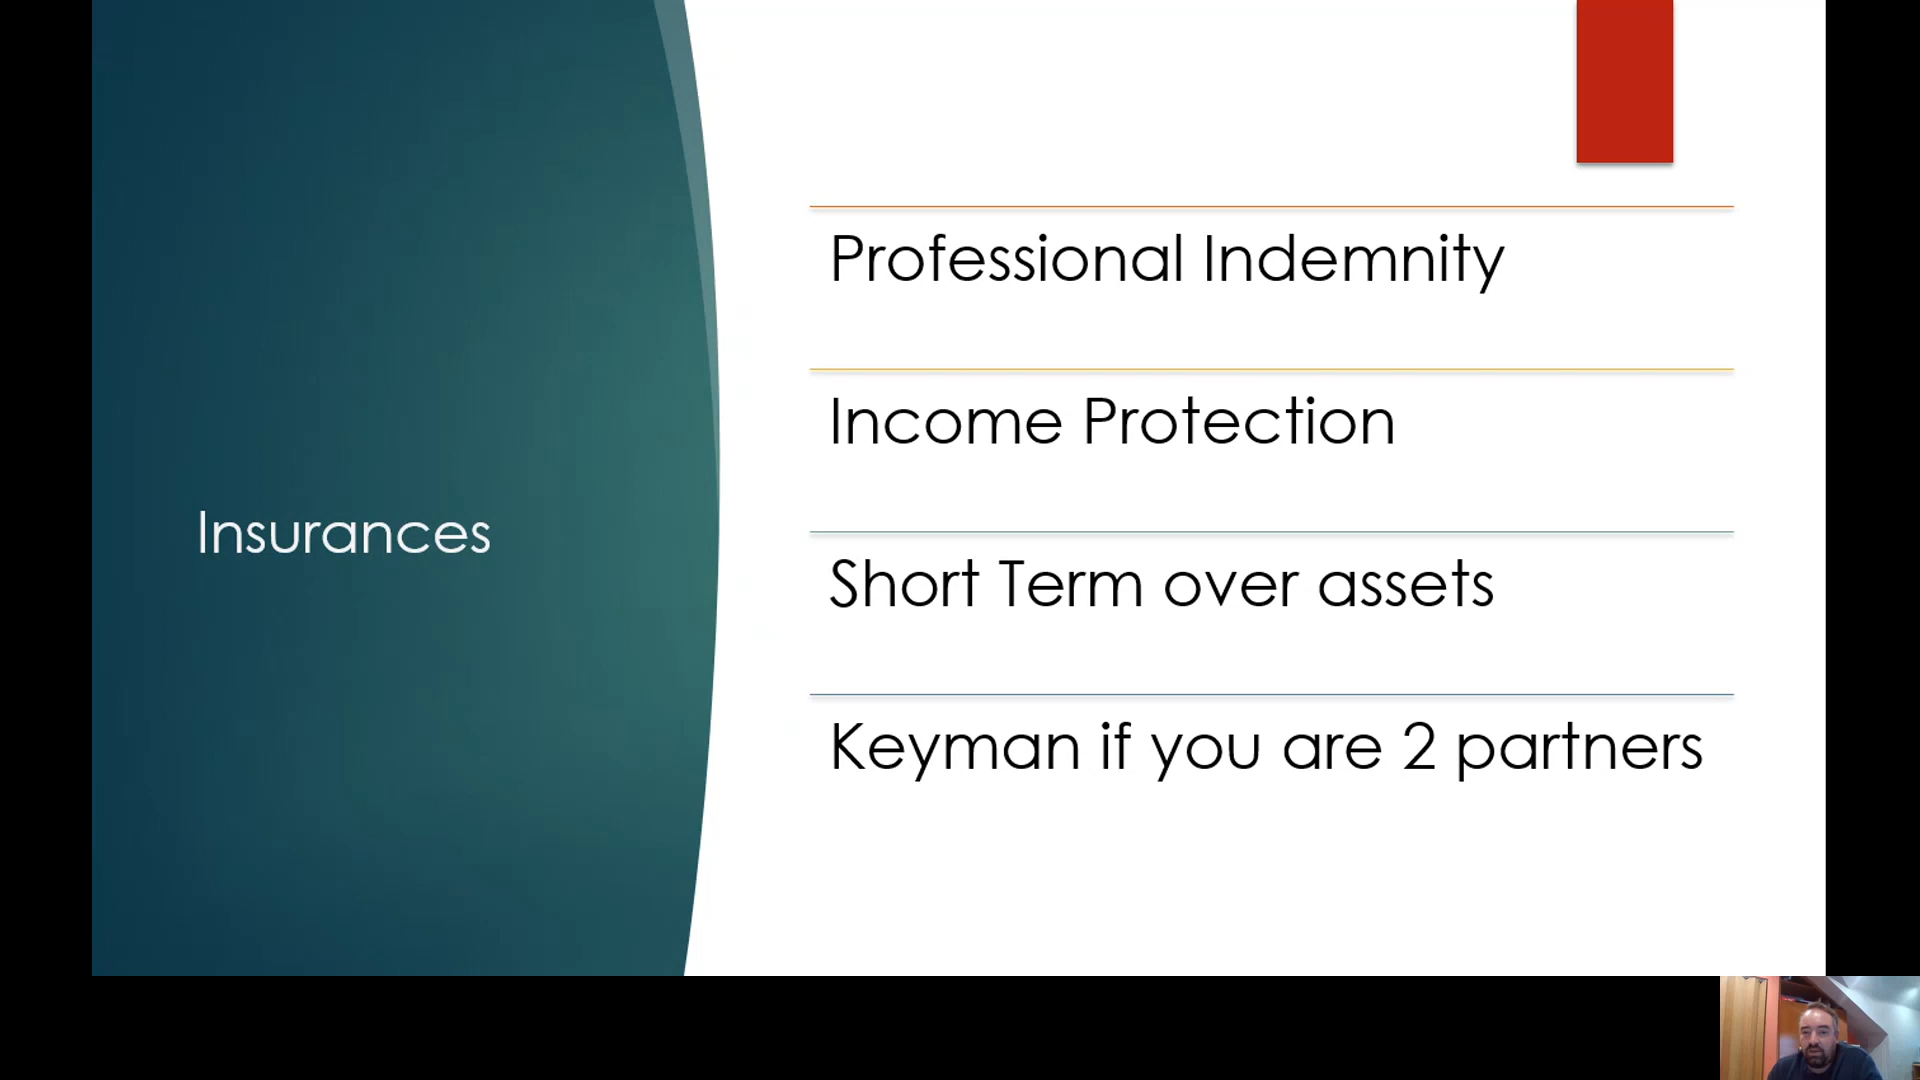 Insurances
Professional Indemnity
Income Protection
Short Term over assets
Keyman if you are 2 partners